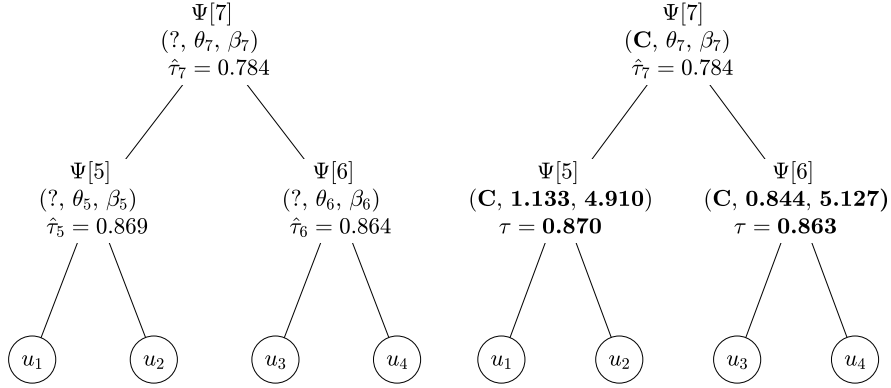 Ψ[7]
(?, θ₇, β₇)
τ̂₇ = 0.784
Ψ[5]
(?, θ₅, β₅)
τ̂₅ = 0.869
Ψ[6]
(?, θ₆, β₆)
τ̂₆ = 0.864
u₁
u₂
u₃
u₄
Ψ[7]
(C, θ₇, β₇)
τ̂₇ = 0.784
Ψ[5]
(C, 1.133, 4.910)
τ = 0.870
Ψ[6]
(C, 0.844, 5.127)
τ = 0.863
u₁
u₂
u₃
u₄